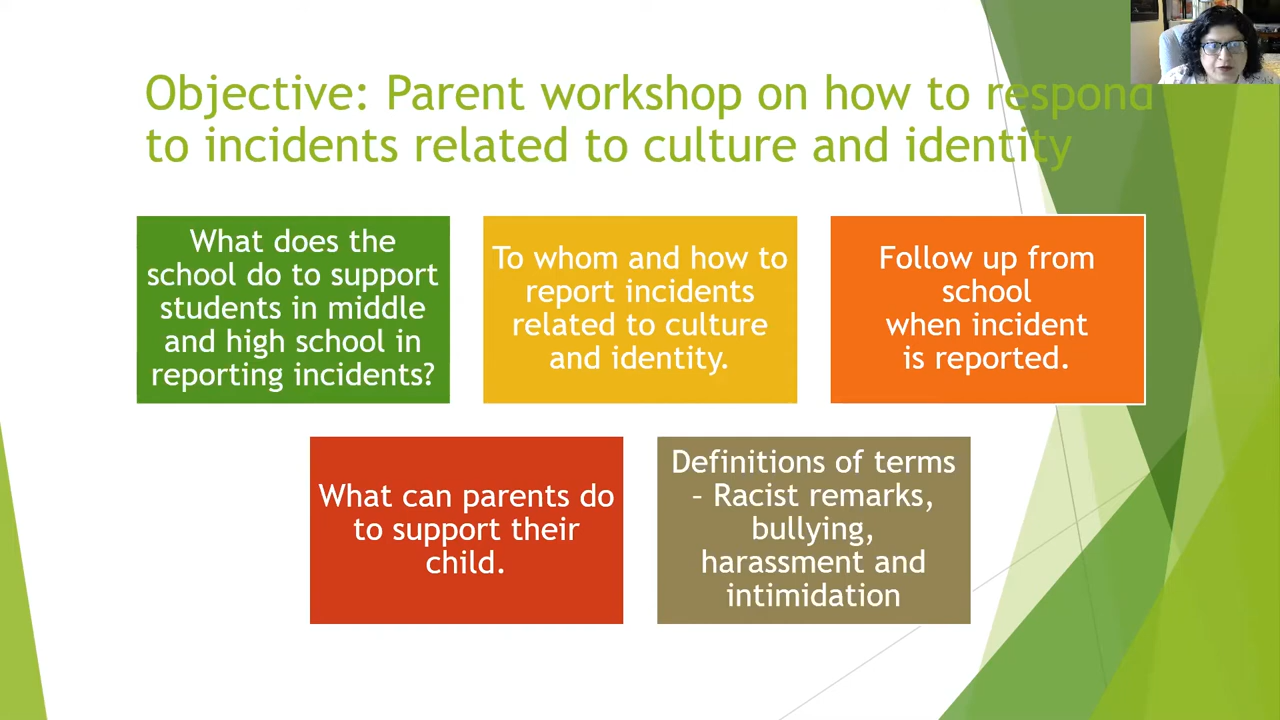 Objective: Parent workshop on how to respond
to incidents related to culture and identity
What does the
school do to support
students in middle
and high school in
reporting incidents?
To whom and how to
report incidents
related to culture
and identity.
Follow up from
school
when incident
is reported.
What can parents do
to support their
child.
Definitions of terms
– Racist remarks,
bullying,
harassment and
intimidation